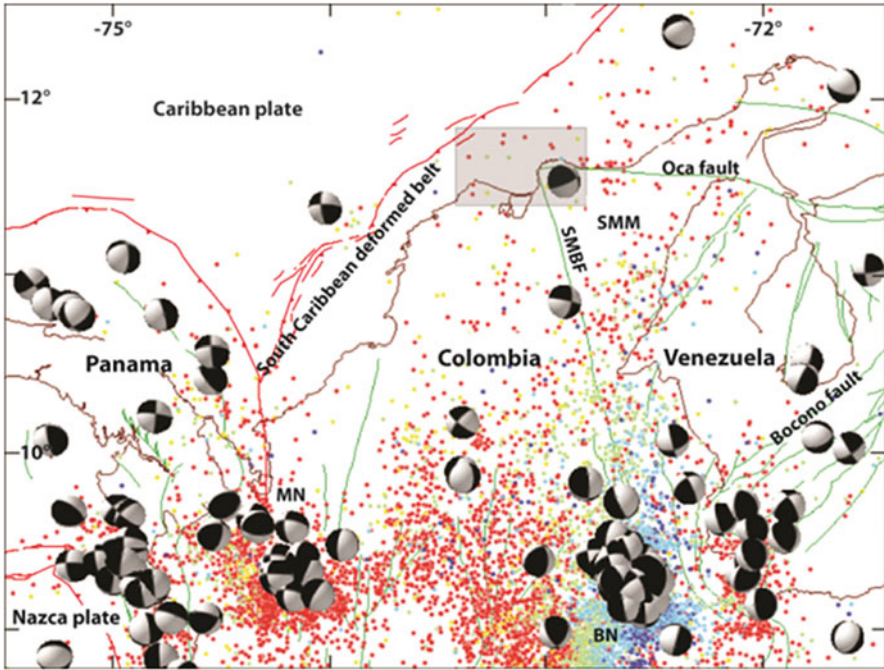 -75°
-72°
12°
Caribbean plate
Oca fault
South Caribbean deformed belt
SMM
SMBF
Panama
Colombia
Venezuela
Bocono fault
10°
MN
Nazca plate
BN